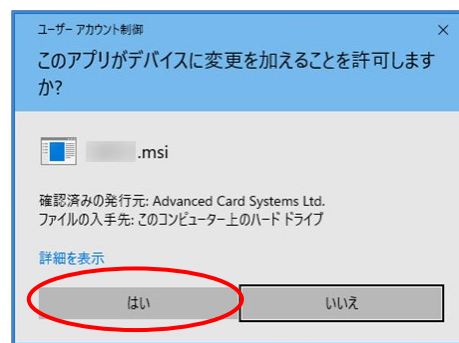 ユーザー アカウント制御
このアプリがデバイスに変更を加えることを許可します
か?
.msi
確認済みの発行元: Advanced Card Systems Ltd.
ファイルの入手先: このコンピューター上のハード ドライブ
詳細を表示
はい
いいえ